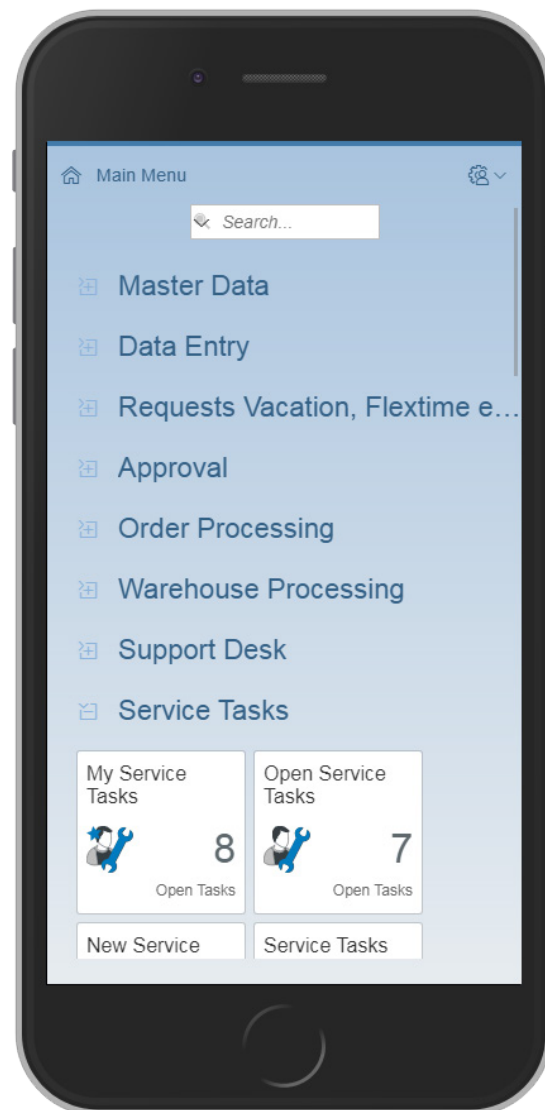 Main Menu
Search...
Master Data
Data Entry
Requests Vacation, Flextime e...
Approval
Order Processing
Warehouse Processing
Support Desk
Service Tasks
My Service
Tasks
8
Open Tasks
Open Service
Tasks
7
Open Tasks
New Service
Service Tasks